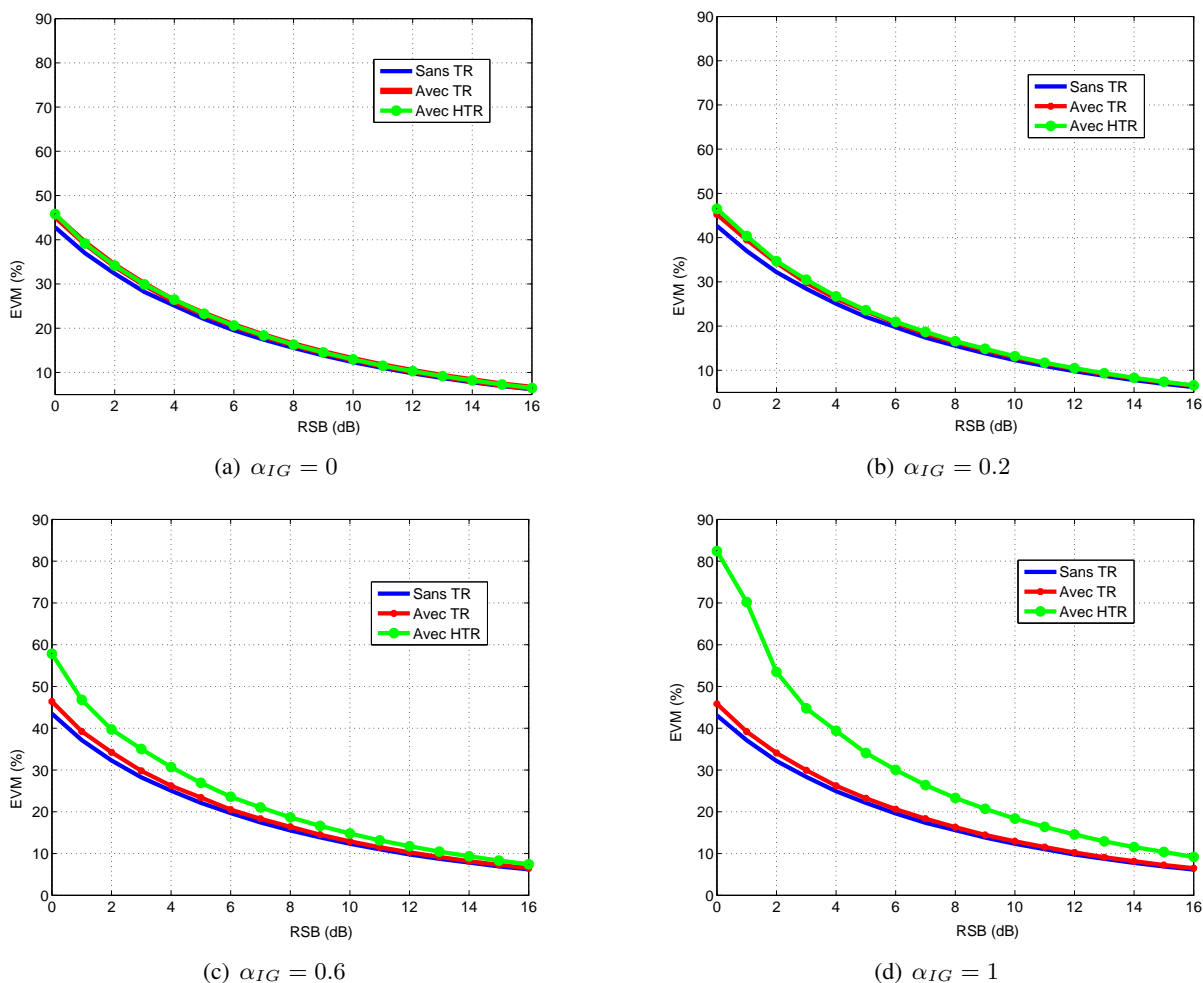 90
80
70
60
50
40
30
20
10
EVM (%)
0 2 4 6 8 10 12 14 16
RSB (dB)
Sans TR
Avec TR
Avec HTR
(a) α_IG = 0
90
80
70
60
50
40
30
20
10
EVM (%)
0 2 4 6 8 10 12 14 16
RSB (dB)
Sans TR
Avec TR
Avec HTR
(b) α_IG = 0.2
90
80
70
60
50
40
30
20
10
0
EVM (%)
0 2 4 6 8 10 12 14 16
RSB (dB)
Sans TR
Avec TR
Avec HTR
(c) α_IG = 0.6
90
80
70
60
50
40
30
20
10
0
EVM (%)
0 2 4 6 8 10 12 14 16
RSB (dB)
Sans TR
Avec TR
Avec HTR
(d) α_IG = 1